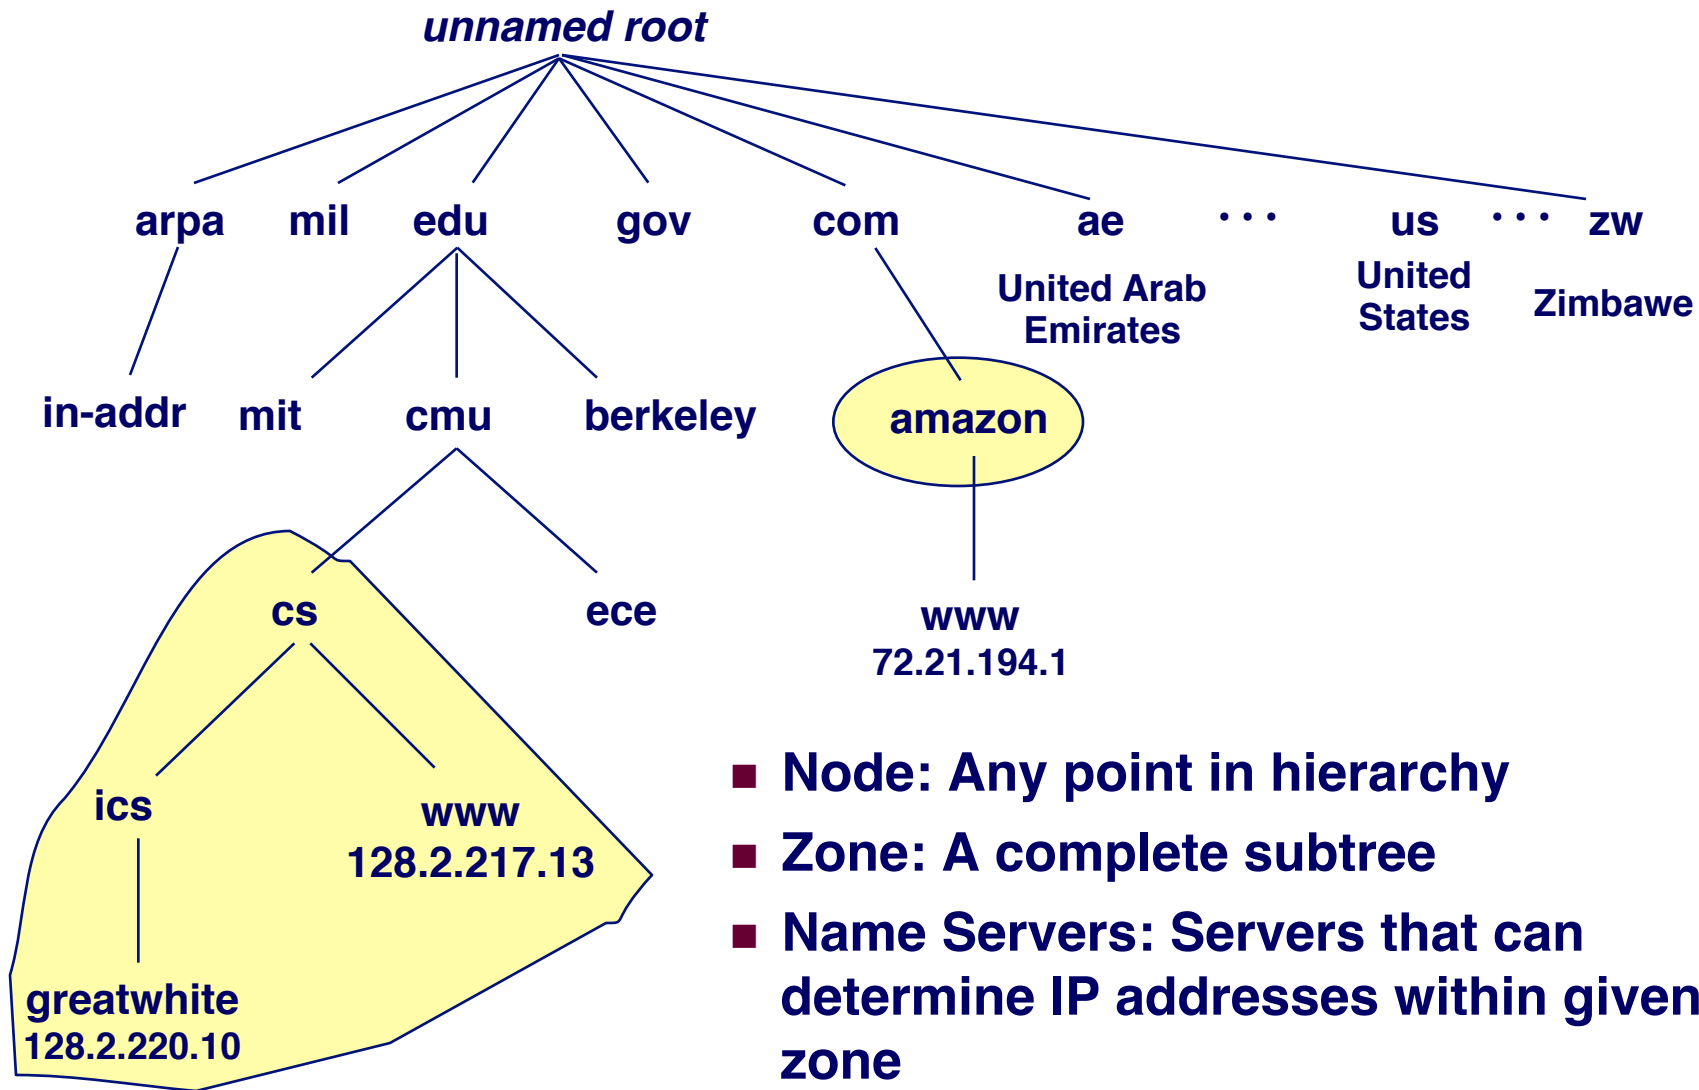 unnamed root
arpa mil edu gov com ae ··· us ··· zw
United Arab
Emirates
United
States
Zimbawe
in-addr mit cmu berkeley amazon
cs ece www
72.21.194.1
ics www
128.2.217.13
greatwhite
128.2.220.10
■ Node: Any point in hierarchy
■ Zone: A complete subtree
■ Name Servers: Servers that can
determine IP addresses within given
zone